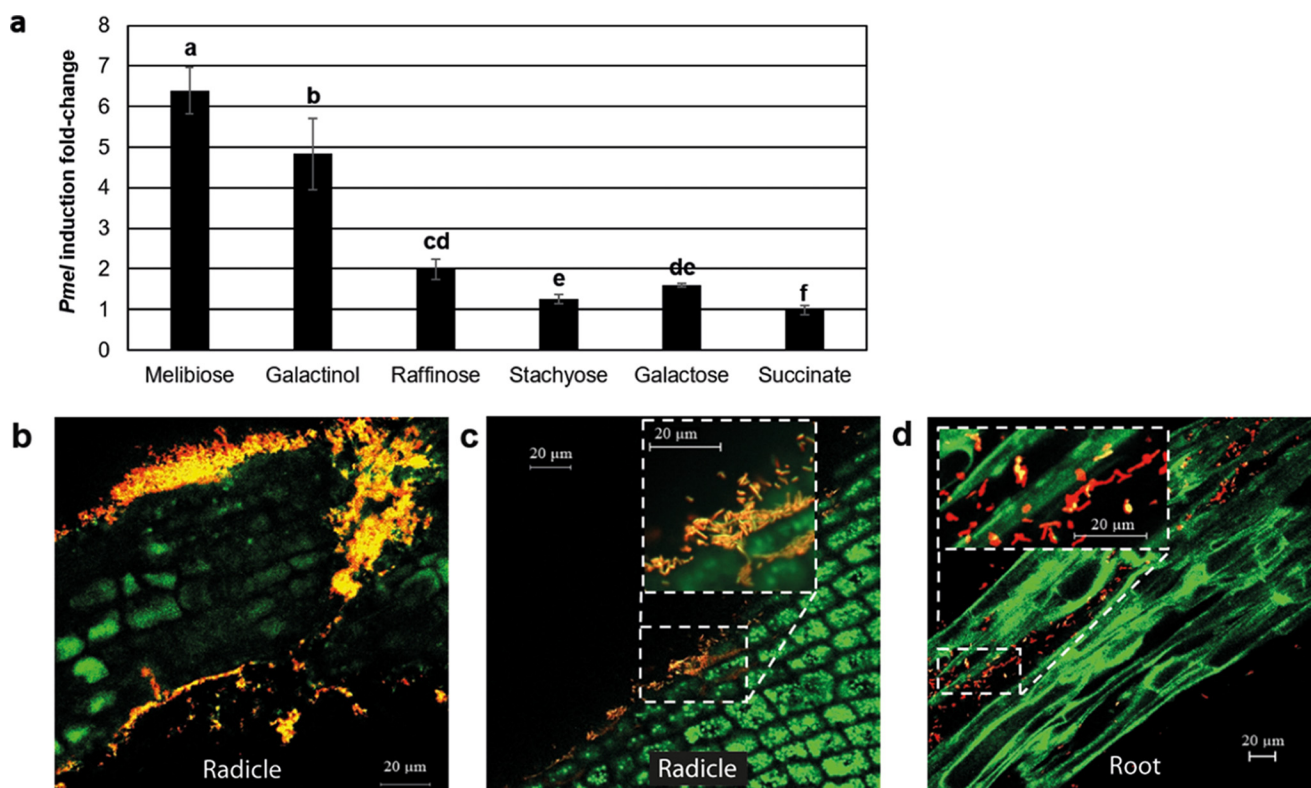 a
Pmel induction fold-change
8
7
6
5
4
3
2
1
0
a
b
cd
e
de
f
Melibiose Galactinol Raffinose Stachyose Galactose Succinate
b
Radicle
20 µm
c
20 µm
20 µm
Radicle
d
20 µm
Root
20 µm